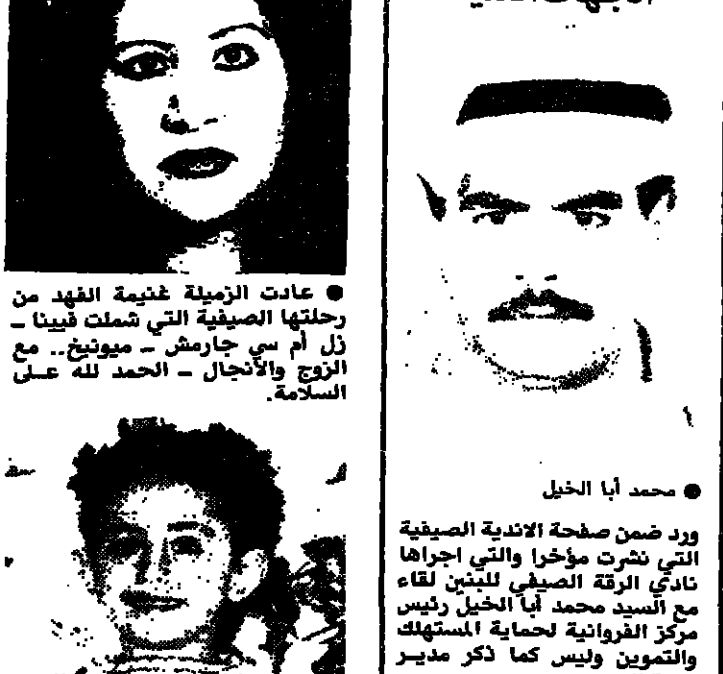 ● محمد أبا الخيل
ورد ضمن صفحة الاندية الصيفية
التي نشرت مؤخرا والتي اجراها
نادي الرقة الصيفي للبنين لقاء
مع السيد محمد أبا الخيل رئيس
مركز الفروانية لحماية المستهلك
والتموين وليس كما ذكر مديـر
● عادت الزميلة غنيمة الفهد من
رحلتها الصيفية التي شملت فيينا ـ
زل أم سي جارمش ـ ميونيخ.. مع
الزوج والأنجال ـ الحمد لله علـى
السلامة.